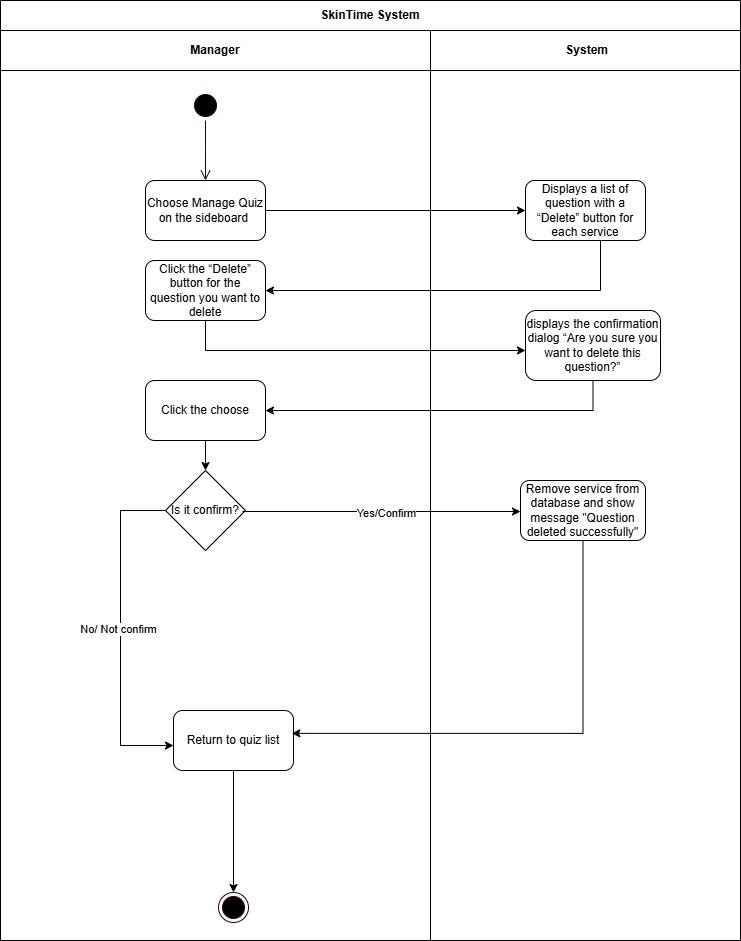 SkinTime System
Manager
System
Choose Manage Quiz
on the sideboard
Displays a list of
question with a
“Delete” button for
each service
Click the “Delete”
button for the
question you want to
delete
displays the confirmation
dialog “Are you sure you
want to delete this
question?”
Click the choose
Is it confirm?
Yes/Confirm
Remove service from
database and show
message "Question
deleted successfully"
No/ Not confirm
Return to quiz list